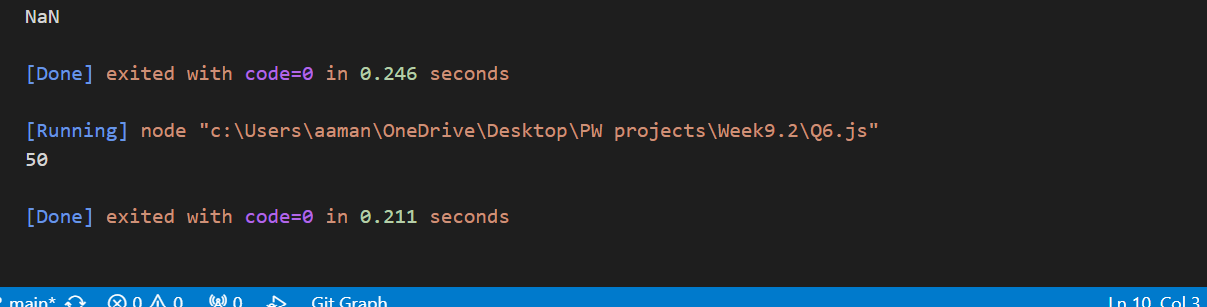 NaN
[Done] exited with code=0 in 0.246 seconds
[Running] node "c:\Users\aaman\OneDrive\Desktop\PW projects\Week9.2\Q6.js"
50
[Done] exited with code=0 in 0.211 seconds
main* 0 0 0 Git Graph Ln 10, Col 3